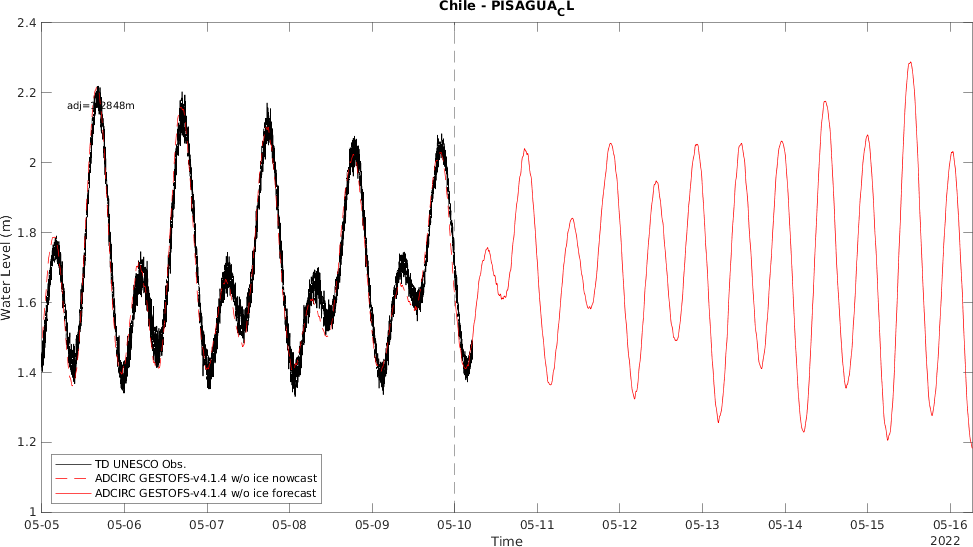 Chile - PISAGUA_CL
2.4
2.2
2
1.8
1.6
1.4
1.2
1
Water Level (m)
TD UNESCO Obs.
ADCIRC GESTOFS-v4.1.4 w/o ice nowcast
ADCIRC GESTOFS-v4.1.4 w/o ice forecast
05-05 05-06 05-07 05-08 05-09 05-10 05-11 05-12 05-13 05-14 05-15 05-16
Time
2022